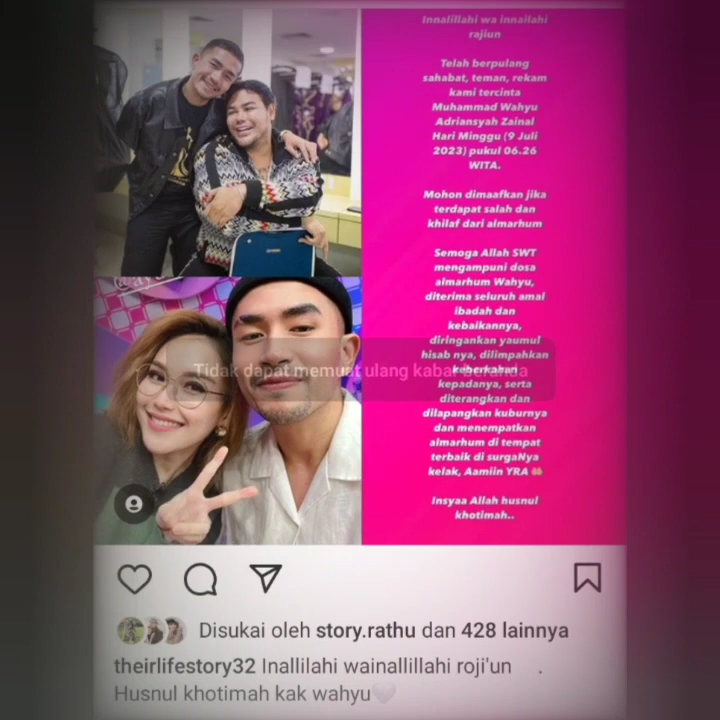 Innalillahi wa innailahi
rajiun
Telah berpulang
sahabat, teman, rekam
kami tercinta
Muhammad Wahyu
Adriansyah Zainal
Hari Minggu (9 Juli
2023) pukul 06.26
WITA.
Mohon dimaafkan jika
terdapat salah dan
khilaf dari almarhum
Semoga Allah SWT
mengampuni dosa
almarhum Wahyu,
diterima seluruh amal
ibadah dan
kebaikannya,
diringankan yaumul
hisab nya, dilimpahkan
keberkahan
kepadanya, serta
diterangkan dan
dilapangkan kuburnya
dan menempatkan
almarhum di tempat
terbaik di surgaNya
kelak, Aamiin YRA 🤲
Insyaa Allah husnul
khotimah..
Tidak dapat memuat ulang kabar beranda
Disukai oleh story.rathu dan 428 lainnya
theirlifestory32 Inallilahi wainallillahi roji'un .
Husnul khotimah kak wahyu🤍